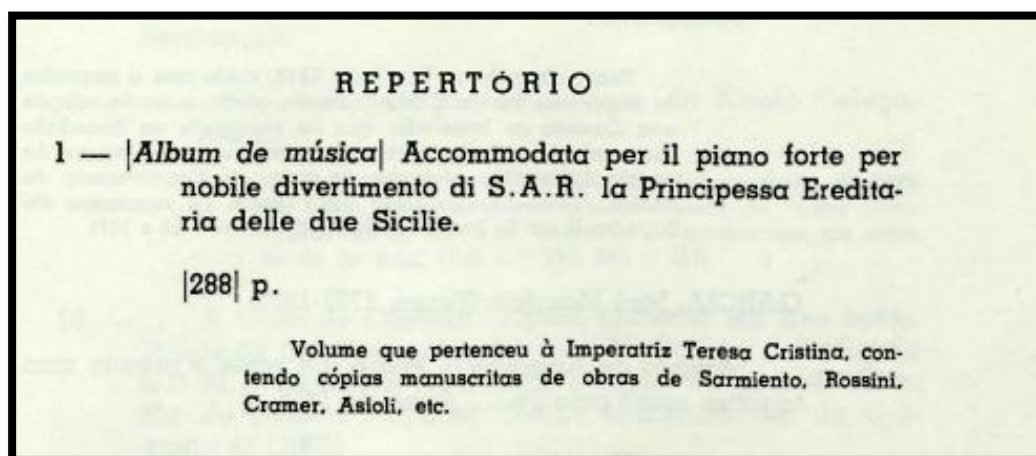 REPERTÓRIO
1 — |Album de música| Accommodata per il piano forte per
nobile divertimento di S.A.R. la Principessa Eredita-
ria delle due Sicilie.
|288| p.
Volume que pertenceu à Imperatriz Teresa Cristina, con-
tendo cópias manuscritas de obras de Sarmiento, Rossini,
Cramer, Asioli, etc.